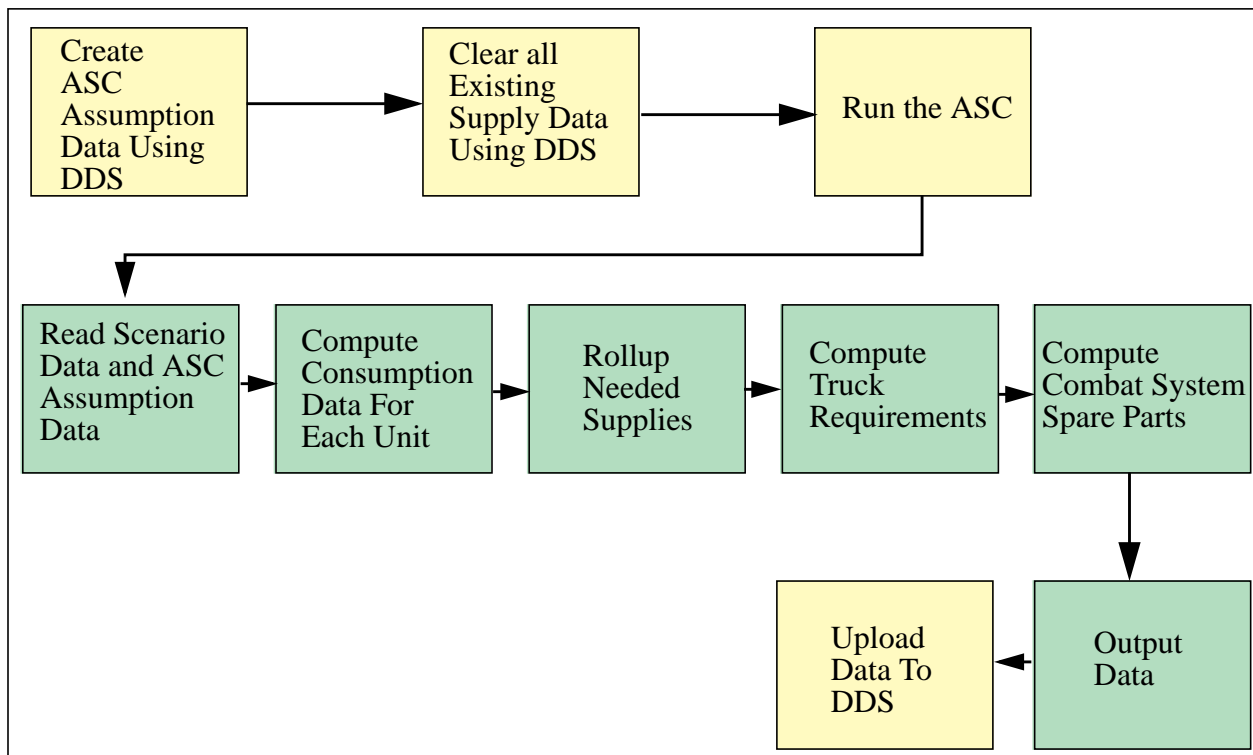 Create
ASC
Assumption
Data Using
DDS
Clear all
Existing
Supply Data
Using DDS
Run the ASC
Read Scenario
Data and ASC
Assumption
Data
Compute
Consumption
Data For
Each Unit
Rollup
Needed
Supplies
Compute
Truck
Requirements
Compute
Combat System
Spare Parts
Upload
Data To
DDS
Output
Data